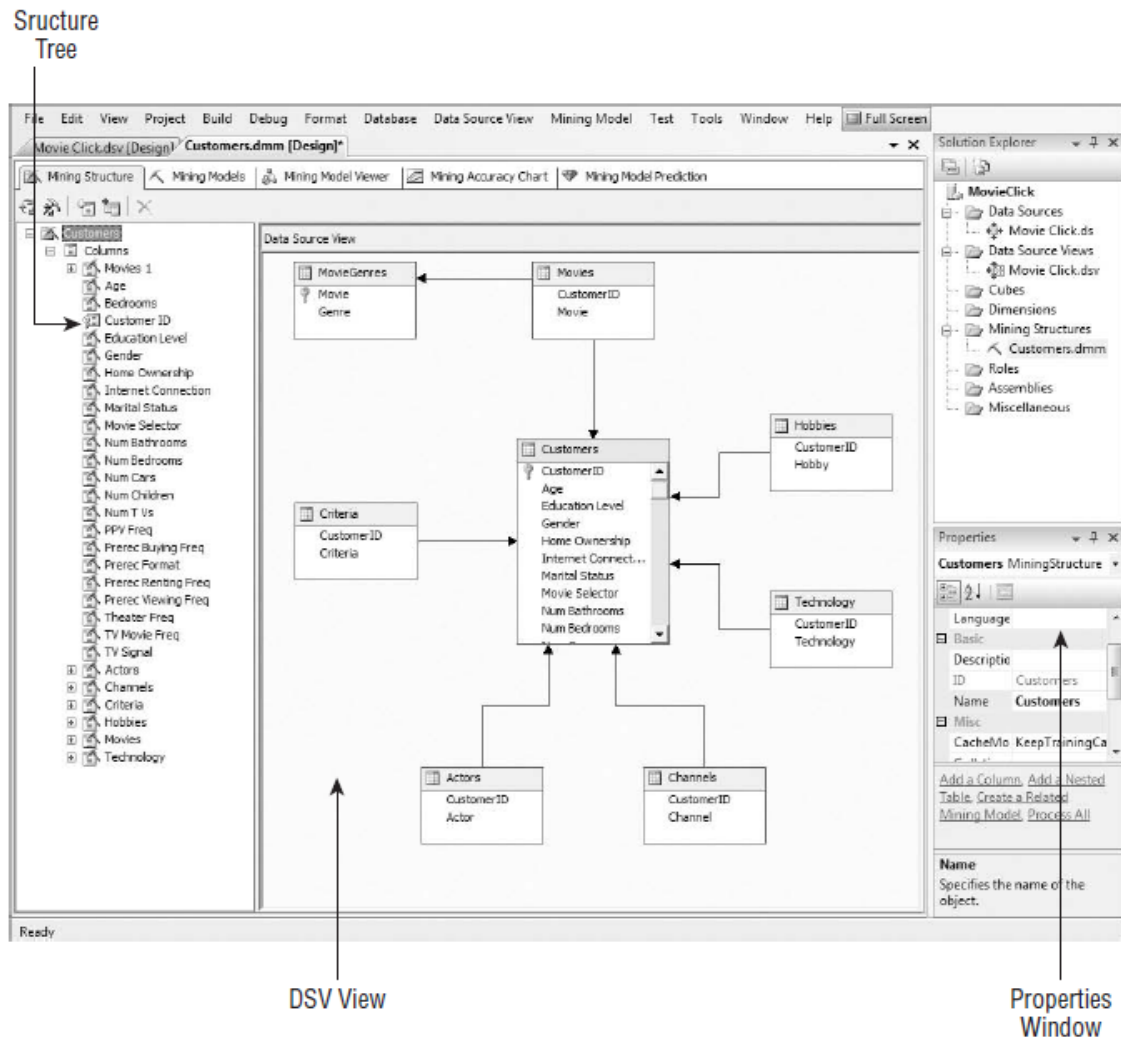 Sructure
Tree
File Edit View Project Build Debug Format Database Data Source View Mining Model Test Tools Window Help Full Screen
Movie Click.dsv [Design] Customers.dmm [Design]*
Mining Structure Mining Models Mining Model Viewer Mining Accuracy Chart Mining Model Prediction
Customers
Columns
Movies 1
Age
Bedrooms
Customer ID
Education Level
Gender
Home Ownership
Internet Connection
Marital Status
Movie Selector
Num Bathrooms
Num Bedrooms
Num Cars
Num Children
Num T Vs
PPV Freq
Prerec Buying Freq
Prerec Format
Prerec Renting Freq
Prerec Viewing Freq
Theater Freq
TV Movie Freq
TV Signal
Actors
Channels
Criteria
Hobbies
Movies
Technology
Data Source View
MovieGenres
Movie
Genre
Movies
CustomerID
Movie
Hobbies
CustomerID
Hobby
Customers
CustomerID
Age
Education Level
Gender
Home Ownership
Internet Connect...
Marital Status
Movie Selector
Num Bathrooms
Num Bedrooms
Criteria
CustomerID
Criteria
Technology
CustomerID
Technology
Actors
CustomerID
Actor
Channels
CustomerID
Channel
Solution Explorer
MovieClick
Data Sources
Movie Click.ds
Data Source Views
Movie Click.dsv
Cubes
Dimensions
Mining Structures
Customers.dmm
Roles
Assemblies
Miscellaneous
Properties
Customers MiningStructure
Language
Basic
Descriptio
ID Customers
Name Customers
Misc
CacheMo KeepTrainingCa
Add a Column, Add a Nested
Table, Create a Related
Mining Model, Process All
Name
Specifies the name of the
object.
Ready
DSV View
Properties
Window